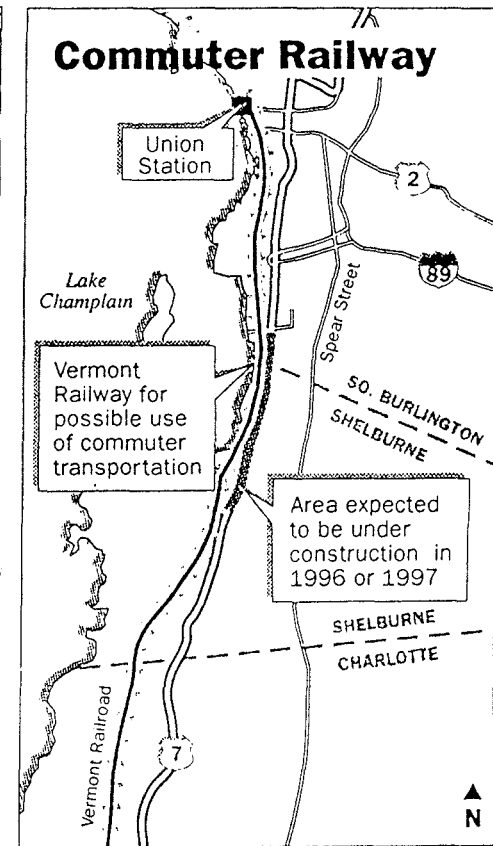 Commuter Railway
Union
Station
2
89
Lake
Champlain
Spear Street
Vermont
Railway for
possible use
of commuter
transportation
SO. BURLINGTON
SHELBURNE
Area expected
to be under
construction in
1996 or 1997
SHELBURNE
CHARLOTTE
Vermont Railroad
7
N